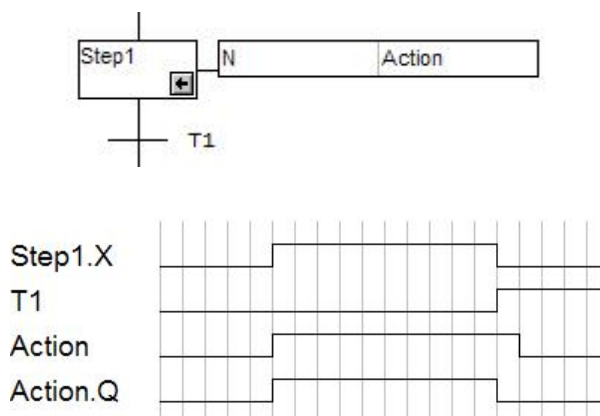 Step1 N Action
T1
Step1.X
T1
Action
Action.Q